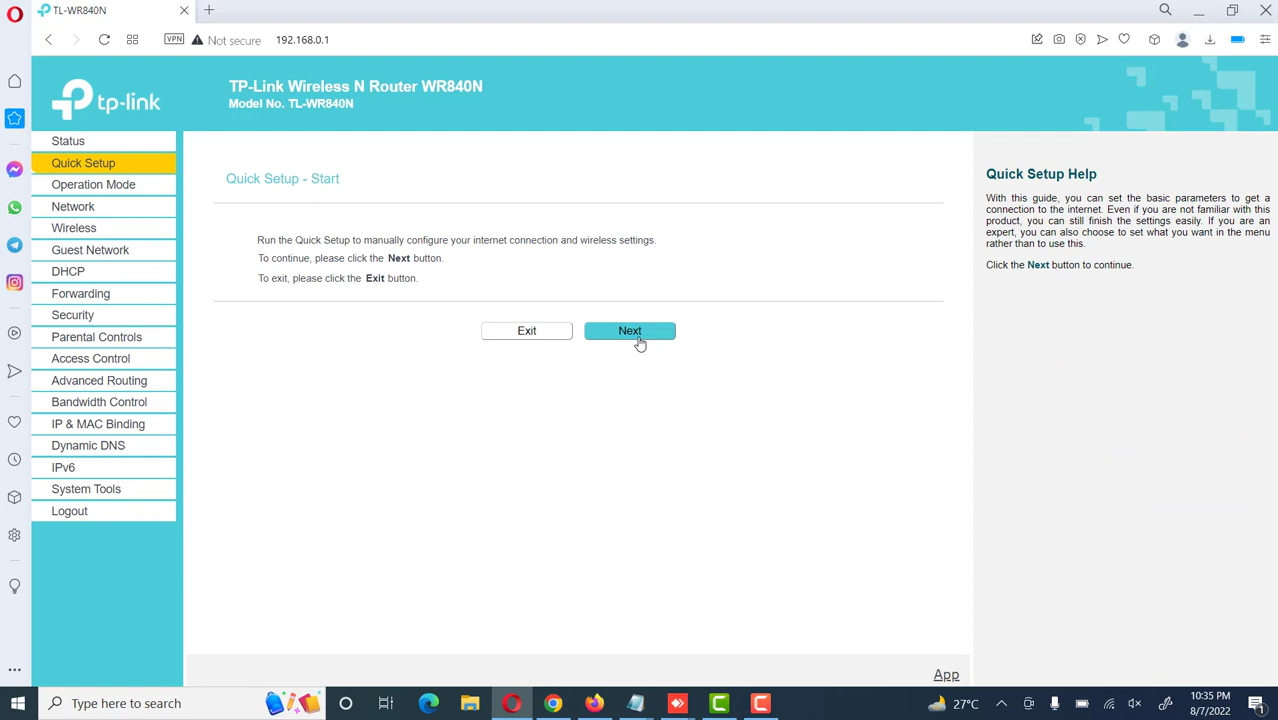 TL-WR840N
VPN
Not secure
192.168.0.1
tp-link
TP-Link Wireless N Router WR840N
Model No. TL-WR840N
Status
Quick Setup
Operation Mode
Network
Wireless
Guest Network
DHCP
Forwarding
Security
Parental Controls
Access Control
Advanced Routing
Bandwidth Control
IP & MAC Binding
Dynamic DNS
IPv6
System Tools
Logout
Quick Setup - Start
Run the Quick Setup to manually configure your internet connection and wireless settings.
To continue, please click the Next button.
To exit, please click the Exit button.
Exit
Next
Quick Setup Help
With this guide, you can set the basic parameters to get a
connection to the internet. Even if you are not familiar with this
product, you can still finish the settings easily. If you are an
expert, you can also choose to set what you want in the menu
rather than to use this.
Click the Next button to continue.
App
Type here to search
27°C
10:35 PM
8/7/2022
1